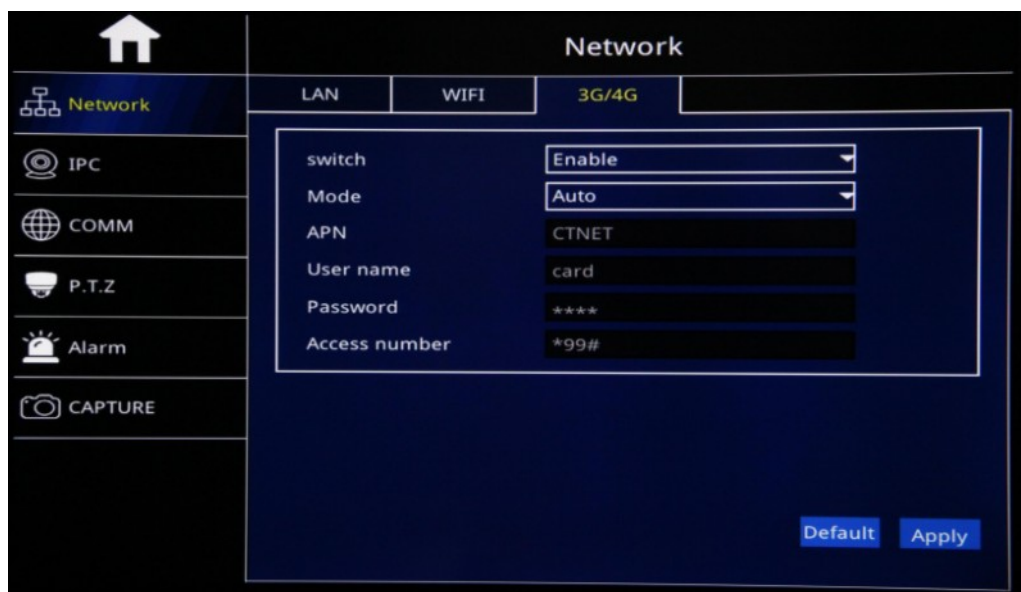 Network
Network
IPC
COMM
P.T.Z
Alarm
CAPTURE
LAN WIFI 3G/4G
switch Enable
Mode Auto
APN CTNET
User name card
Password ****
Access number *99#
Default Apply